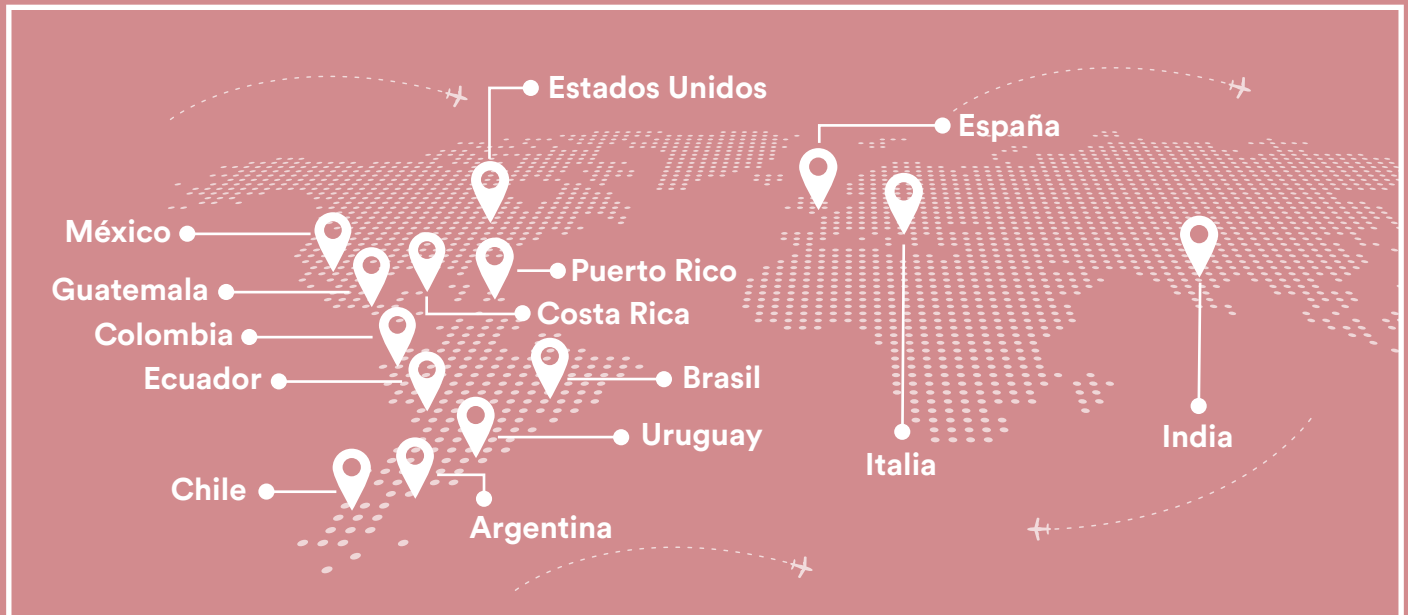 Estados Unidos
España
México
Puerto Rico
Guatemala
Costa Rica
Colombia
Ecuador
Brasil
Uruguay
India
Italia
Chile
Argentina